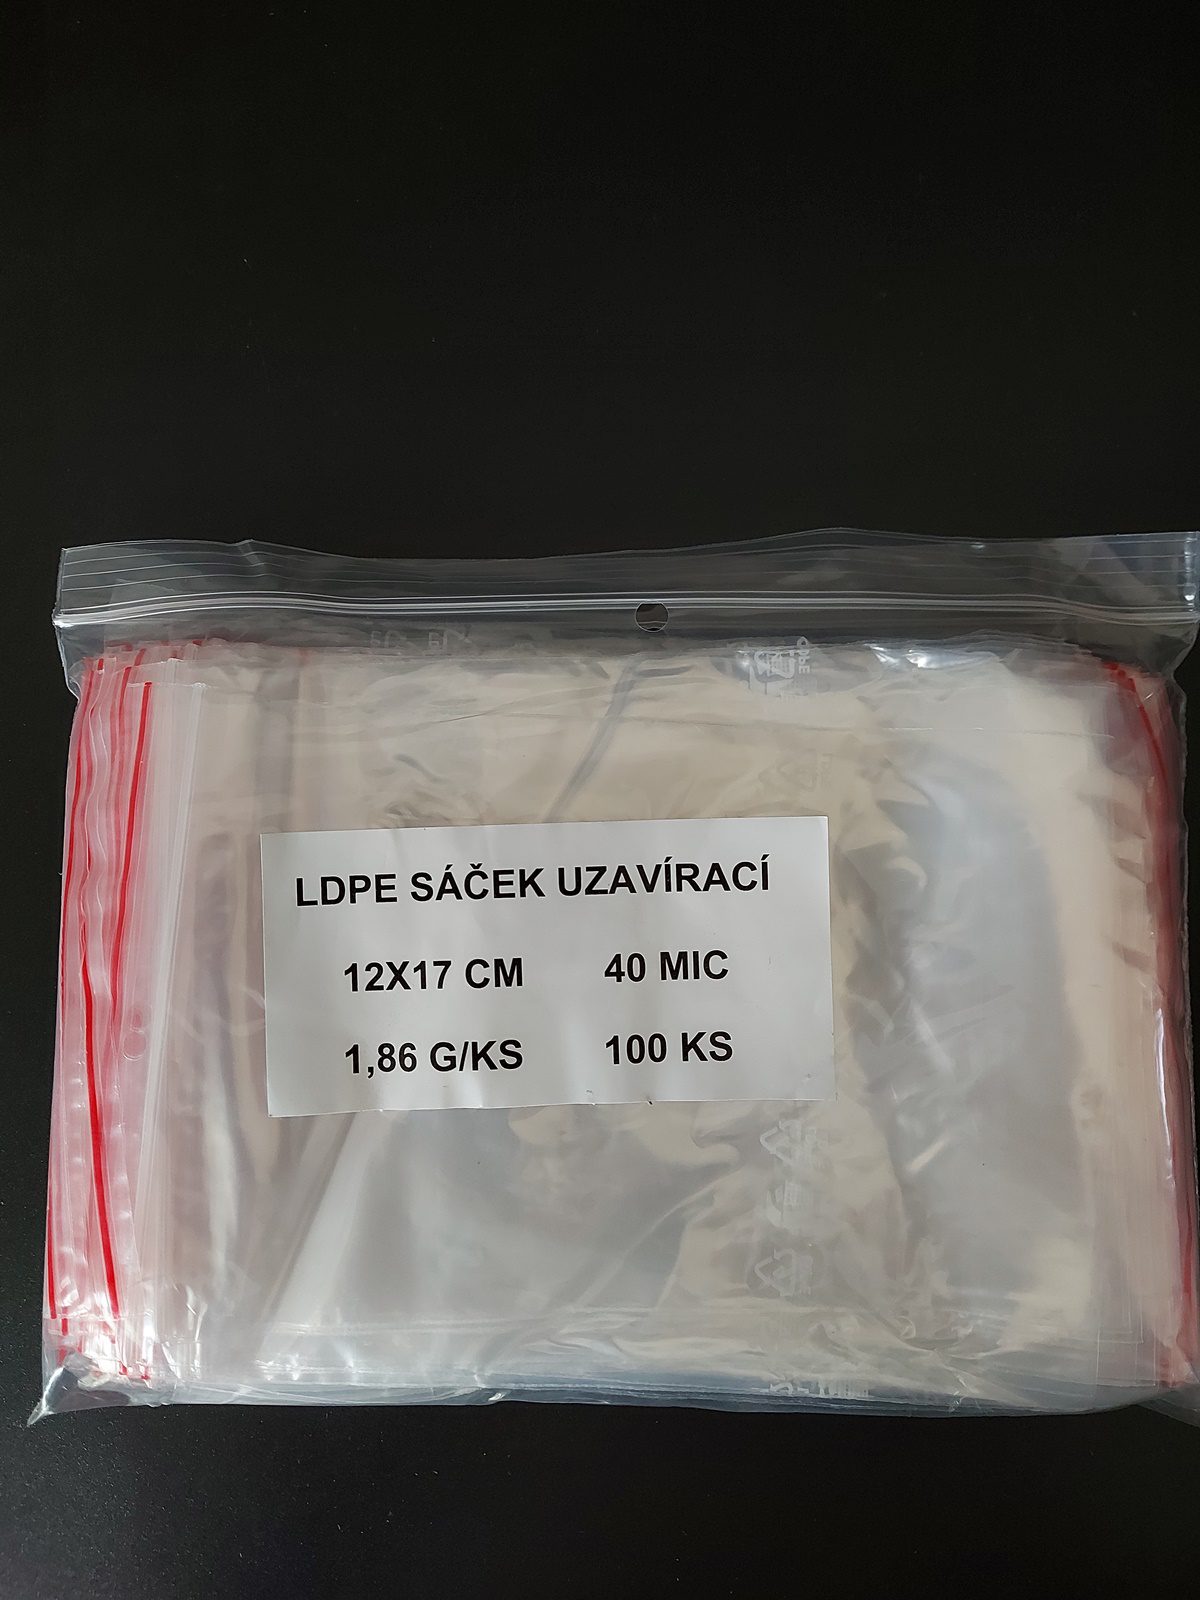 LDPE SÁČEK UZAVÍRACÍ
12X17 CM 40 MIC
1,86 G/KS 100 KS